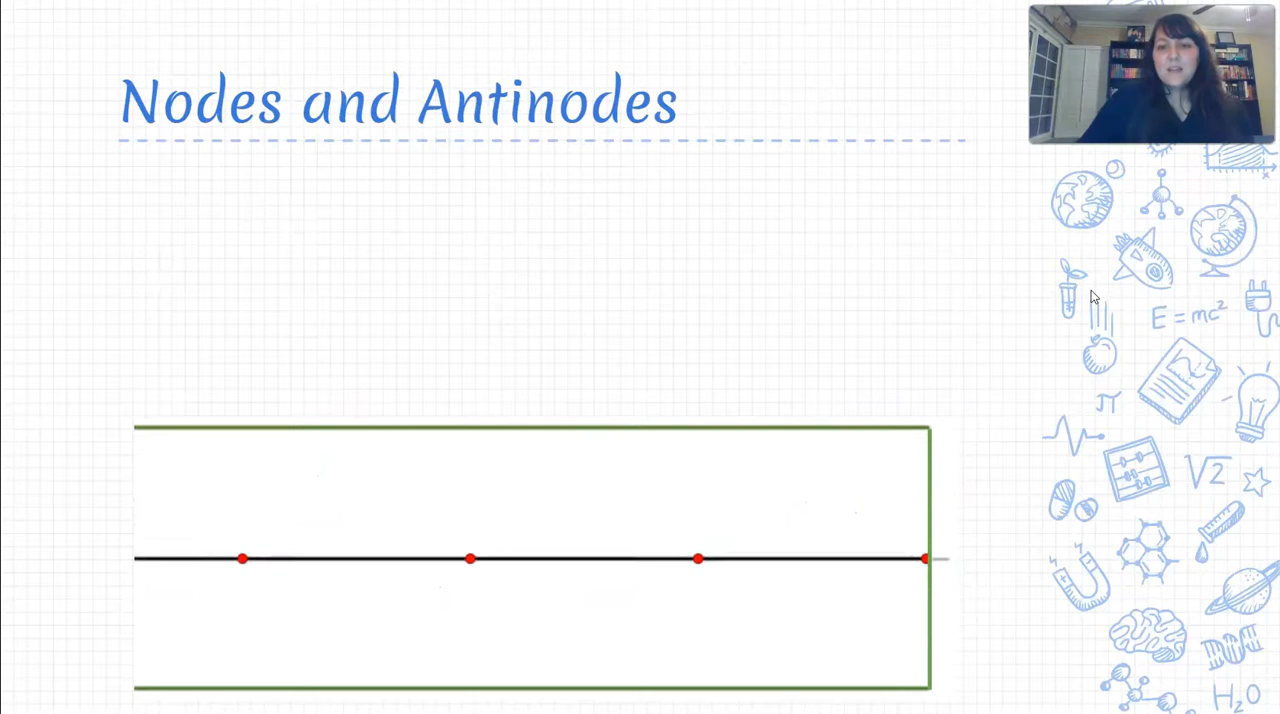 Nodes and Antinodes
x
E = mc²
π
√2
H₂O